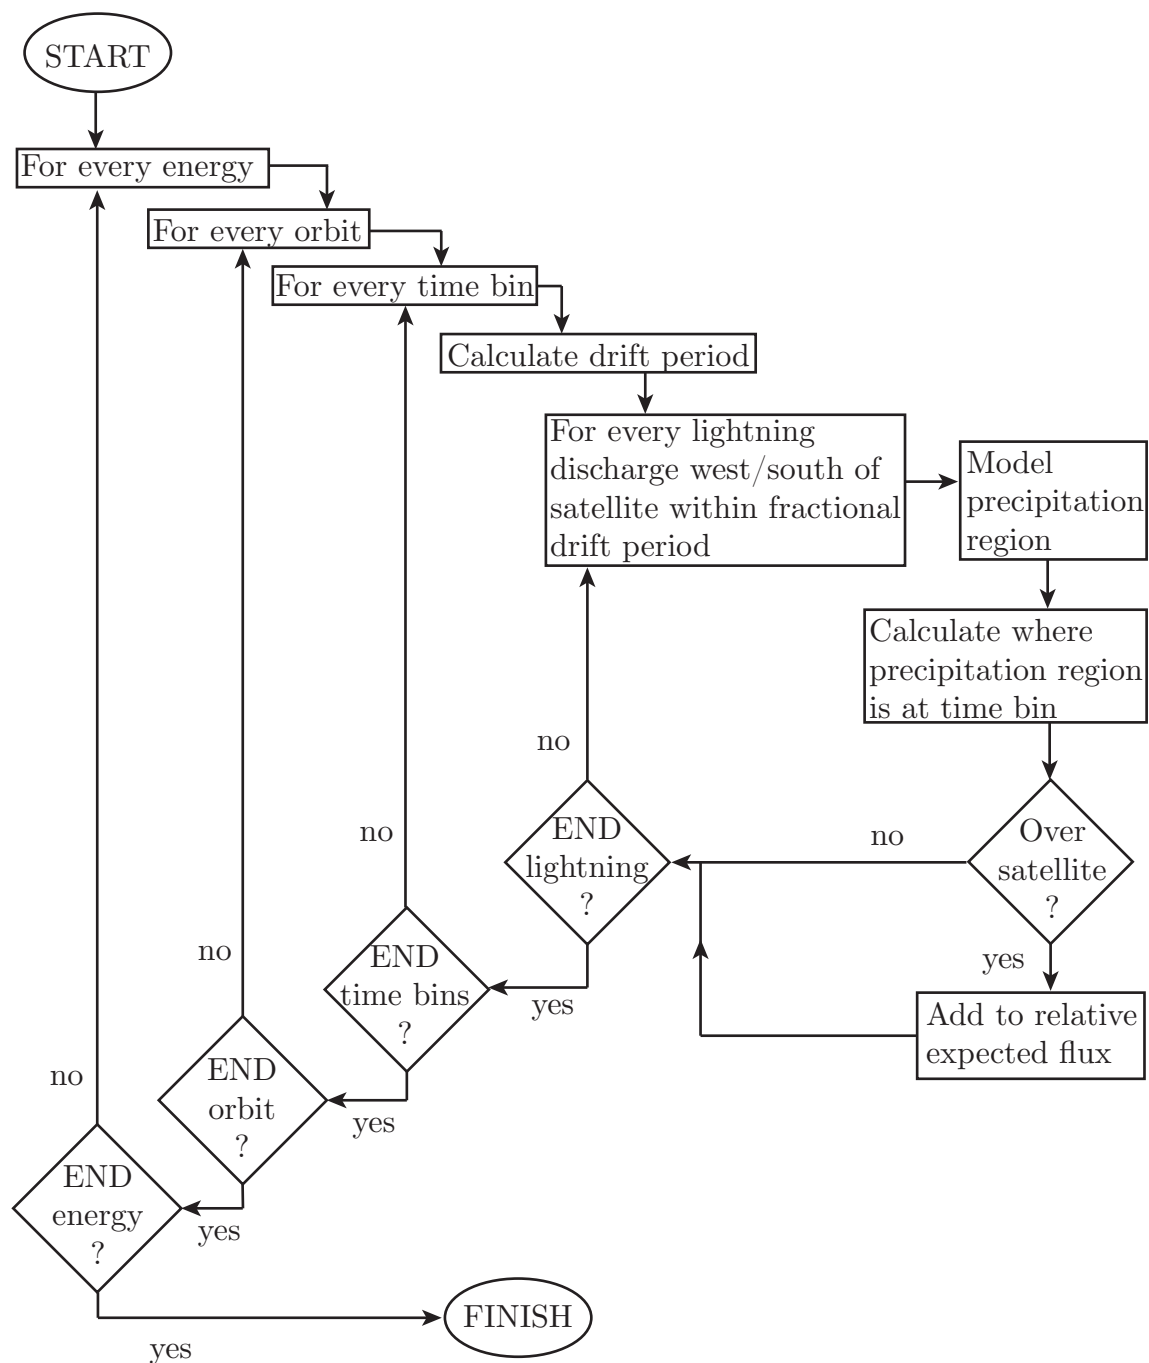 START
For every energy
For every orbit
For every time bin
Calculate drift period
For every lightning
discharge west/south of
satellite within fractional
drift period
Model
precipitation
region
Calculate where
precipitation region
is at time bin
no
END
lightning
?
no
Over
satellite
?
no
END
time bins
?
yes
yes
Add to relative
expected flux
no
END
orbit
?
yes
no
END
energy
?
yes
FINISH
yes